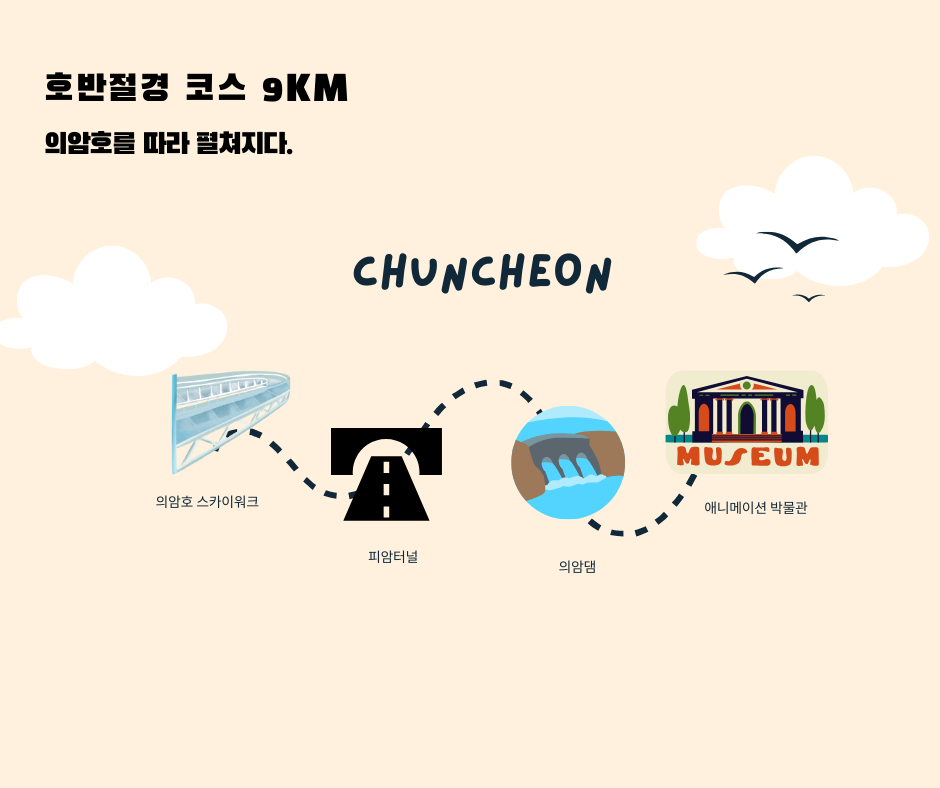 호반절경 코스 9KM
의암호를 따라 펼쳐지다.
CHUNCHEON
MUSEUM
의암호 스카이워크
피암터널
의암댐
애니메이션 박물관